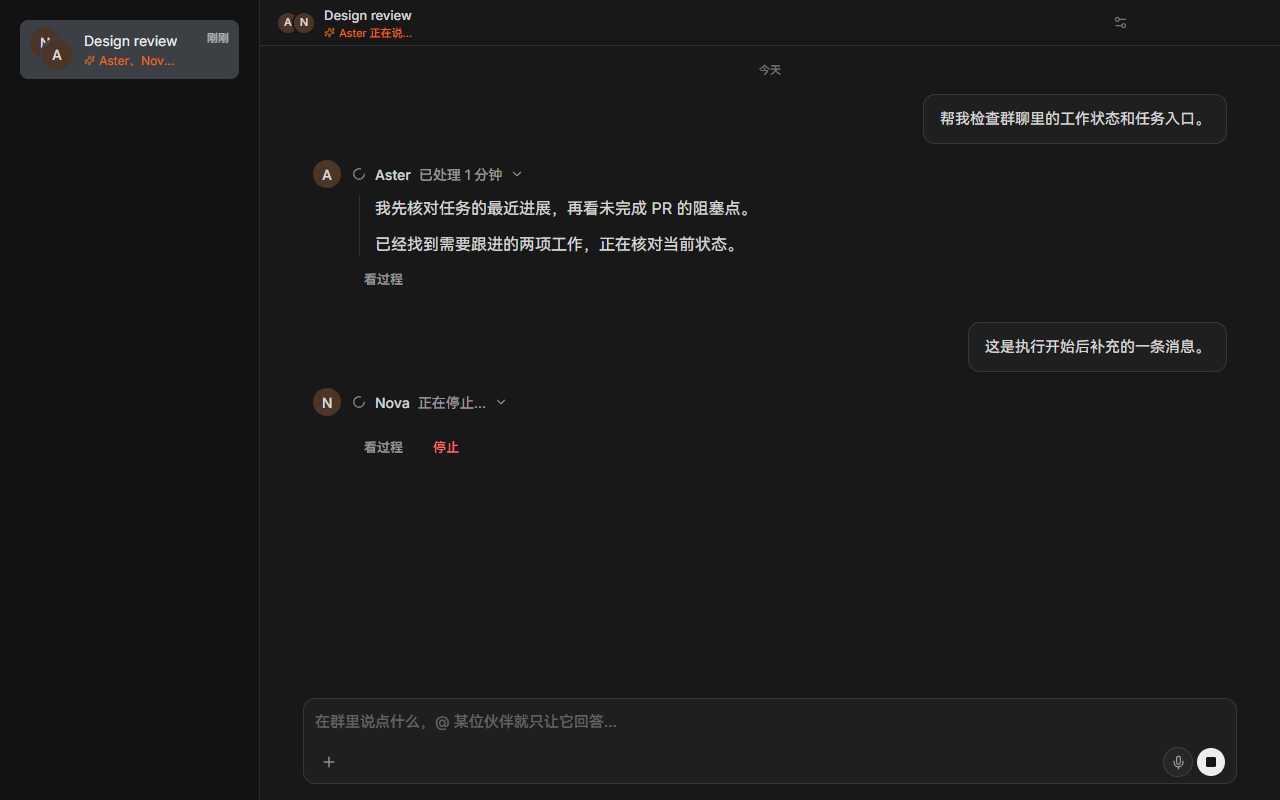 N
A
Design review
刚刚
Aster、Nov...
A N
Design review
Aster 正在说...
今天
帮我检查群聊里的工作状态和任务入口。
A
Aster 已处理 1 分钟
我先核对任务的最近进展，再看未完成 PR 的阻塞点。
已经找到需要跟进的两项工作，正在核对当前状态。
看过程
这是执行开始后补充的一条消息。
N
Nova 正在停止...
看过程 停止
在群里说点什么，@ 某位伙伴就只让它回答...